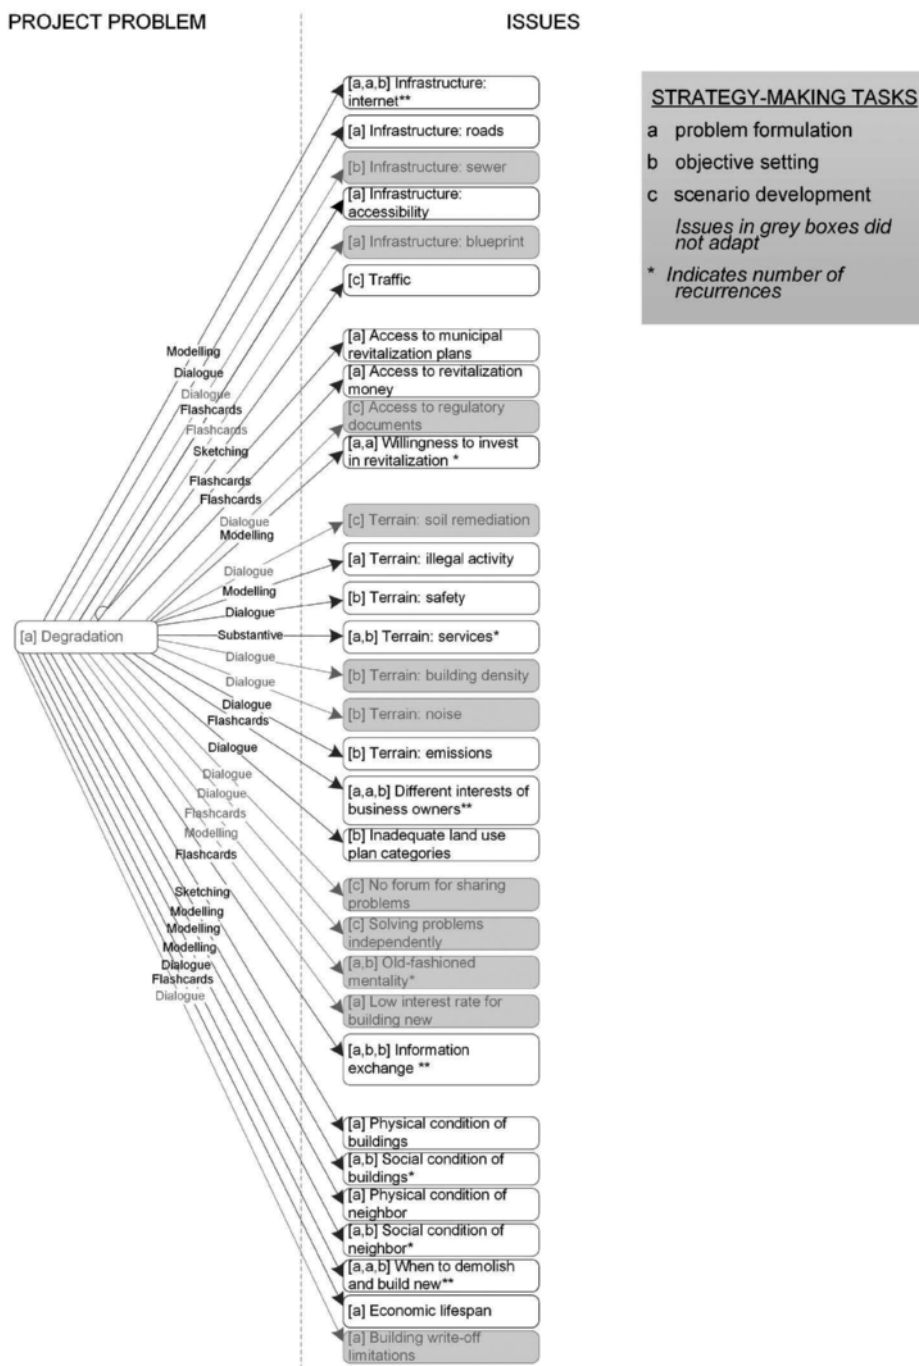 PROJECT PROBLEM
ISSUES
[a,a,b] Infrastructure:
internet**
[a] Infrastructure: roads
[b] Infrastructure: sewer
[a] Infrastructure:
accessibility
[a] Infrastructure: blueprint
[c] Traffic
[a] Access to municipal
revitalization plans
[a] Access to revitalization
money
[c] Access to regulatory
documents
[a,a] Willingness to invest
in revitalization *
[c] Terrain: soil remediation
[a] Terrain: illegal activity
[b] Terrain: safety
[a,b] Terrain: services*
[b] Terrain: building density
[b] Terrain: noise
[b] Terrain: emissions
[a,a,b] Different interests of
business owners**
[b] Inadequate land use
plan categories
[c] No forum for sharing
problems
[c] Solving problems
independently
[a,b] Old-fashioned
mentality*
[a] Low interest rate for
building new
[a,b,b] Information
exchange **
[a] Physical condition of
buildings
[a,b] Social condition of
buildings*
[a] Physical condition of
neighbor
[a,b] Social condition of
neighbor*
[a,a,b] When to demolish
and build new**
[a] Economic lifespan
[a] Building write-off
limitations
[a] Degradation
Modelling
Dialogue
Dialogue
Flashcards
Flashcards
Sketching
Flashcards
Flashcards
Dialogue
Modelling
Dialogue
Modelling
Dialogue
Substantive
Dialogue
Dialogue
Dialogue
Flashcards
Dialogue
Dialogue
Dialogue
Flashcards
Modelling
Flashcards
Sketching
Modelling
Modelling
Modelling
Dialogue
Flashcards
Dialogue
STRATEGY-MAKING TASKS
a problem formulation
b objective setting
c scenario development
Issues in grey boxes did
not adapt
* Indicates number of
recurrences